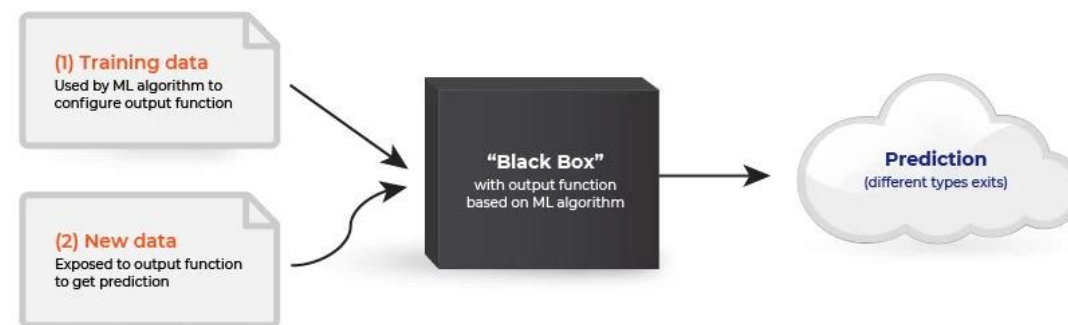 (1) Training data
Used by ML algorithm to
configure output function
(2) New data
Exposed to output function
to get prediction
“Black Box”
with output function
based on ML algorithm
Prediction
(different types exits)